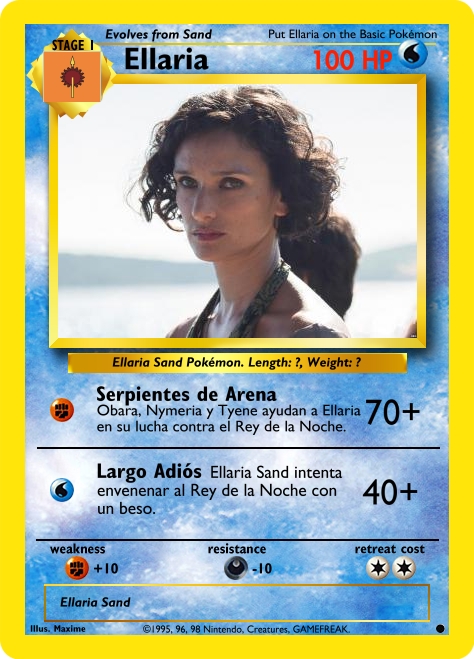 Evolves from Sand
Put Ellaria on the Basic Pokémon
STAGE 1
Ellaria
100 HP
Ellaria Sand Pokémon. Length: ?, Weight: ?
Serpientes de Arena
Obara, Nymeria y Tyene ayudan a Ellaria
en su lucha contra el Rey de la Noche.
70+
Largo Adiós Ellaria Sand intenta
envenenar al Rey de la Noche con
un beso.
40+
weakness
resistance
retreat cost
+10
-10
Ellaria Sand
Illus. Maxime
©1995, 96, 98 Nintendo, Creatures, GAMEFREAK.